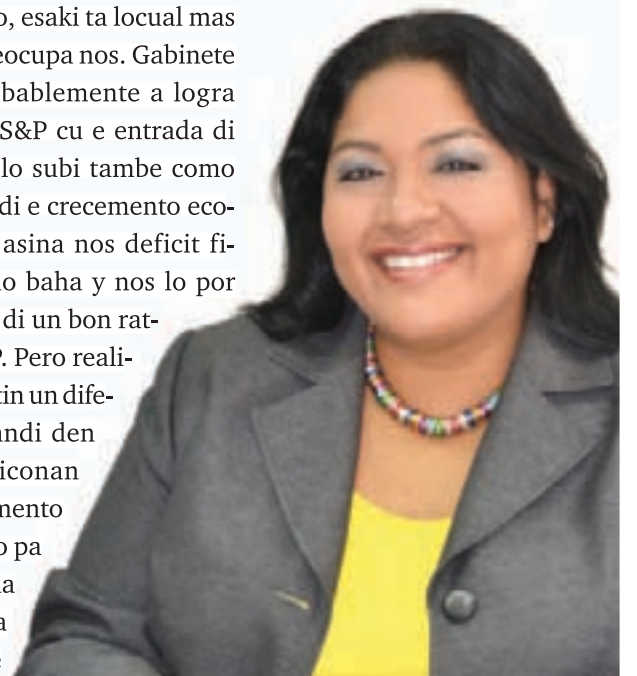 o, esaki ta locual mas
eocupa nos. Gabinete
bablemente a logra
S&P cu e entrada di
lo subi tambe como
di e crecemento eco-
asina nos deficit fi-
o baha y nos lo por
di un bon rat-
. Pero reali-
tin un dife-
ndi den
iconan
mento
o pa
a
a